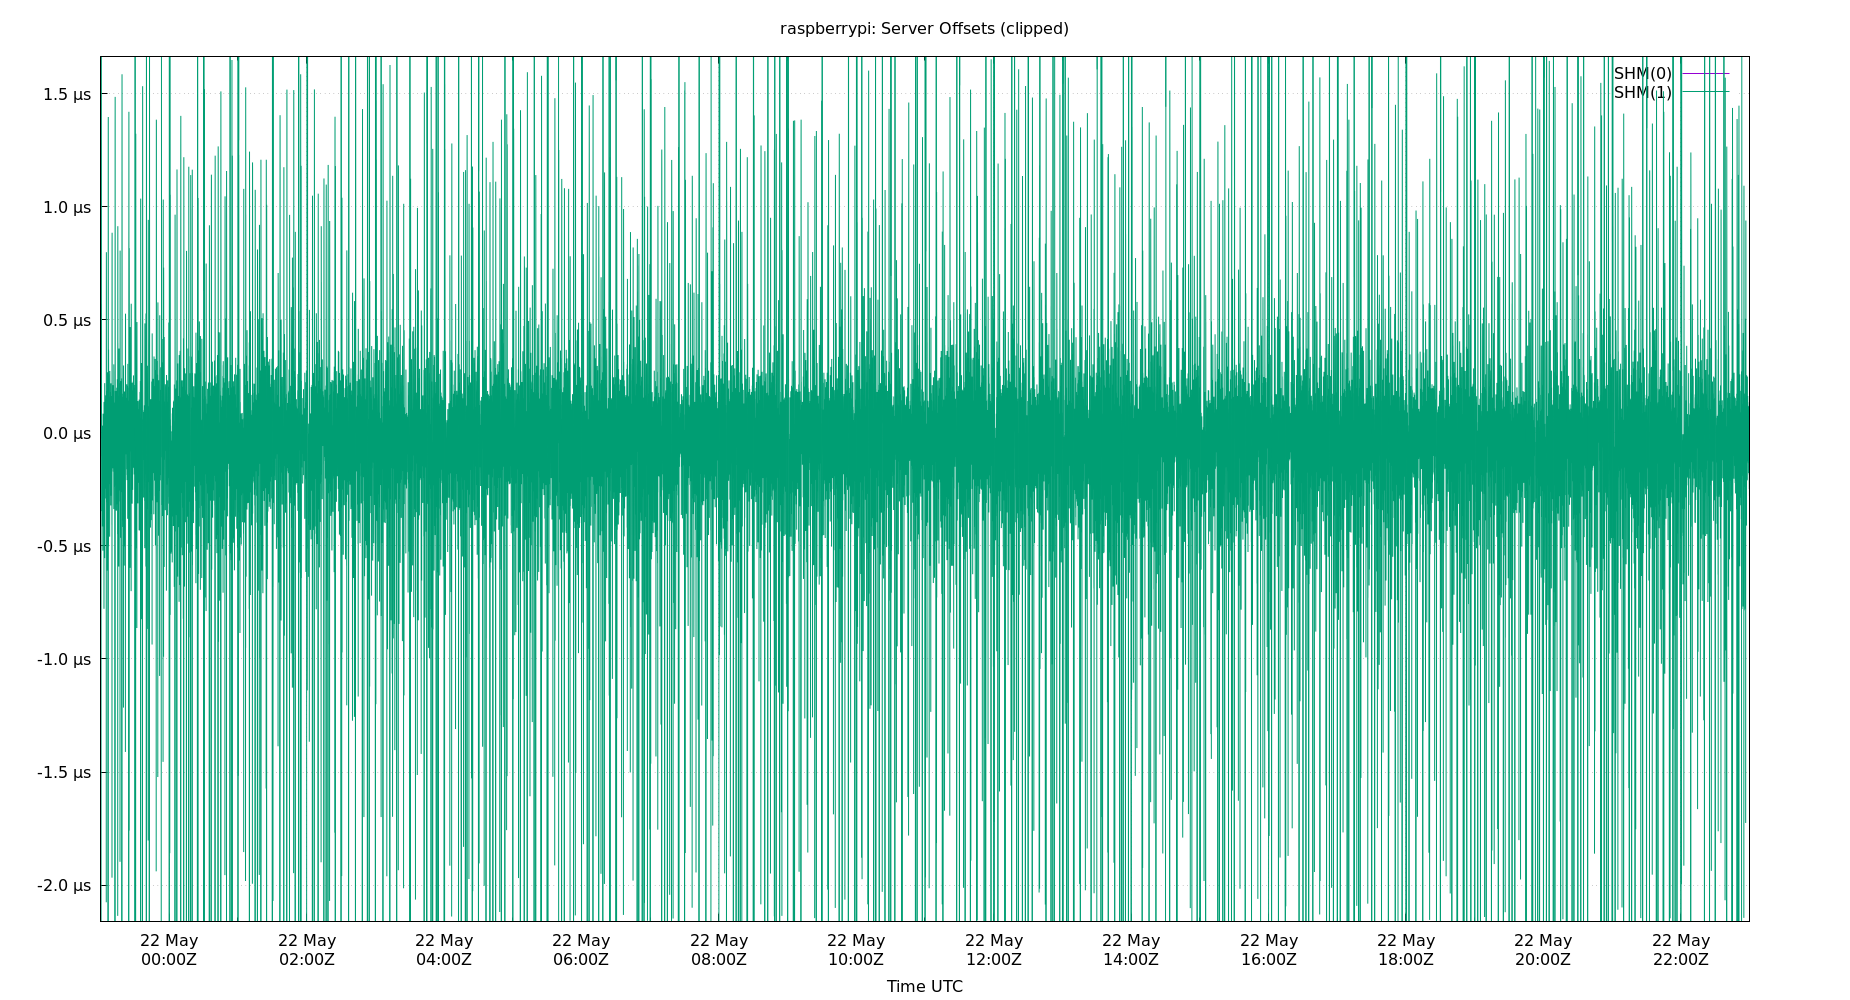 raspberrypi: Server Offsets (clipped)
SHM(0)
SHM(1)
1.5 µs
1.0 µs
0.5 µs
0.0 µs
-0.5 µs
-1.0 µs
-1.5 µs
-2.0 µs
22 May 22 May 22 May 22 May 22 May 22 May 22 May 22 May 22 May 22 May 22 May 22 May
00:00Z 02:00Z 04:00Z 06:00Z 08:00Z 10:00Z 12:00Z 14:00Z 16:00Z 18:00Z 20:00Z 22:00Z
Time UTC